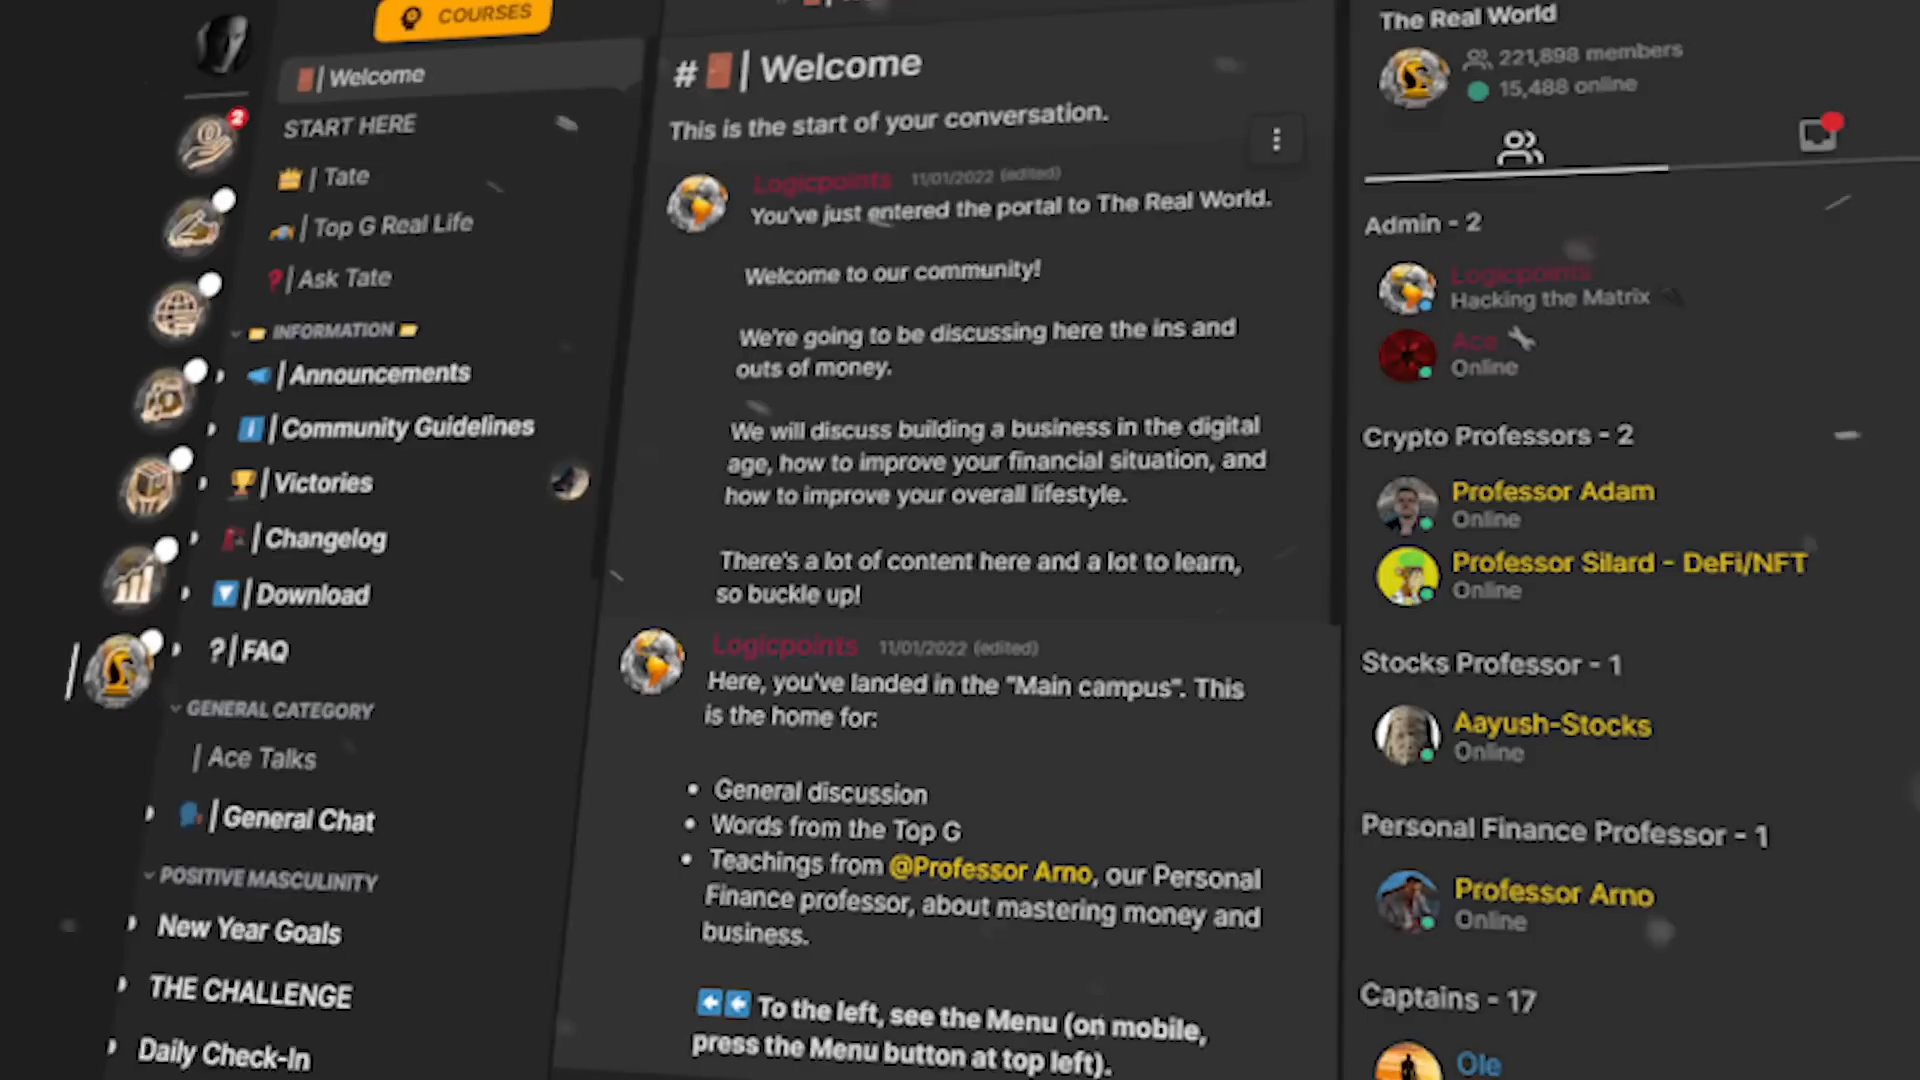 COURSES
| Welcome
START HERE
| Tate
| Top G Real Life
?| Ask Tate
INFORMATION
| Announcements
| Community Guidelines
| Victories
| Changelog
| Download
? | FAQ
GENERAL CATEGORY
| Ace Talks
| General Chat
POSITIVE MASCULINITY
New Year Goals
THE CHALLENGE
Daily Check-In
2
# | Welcome
This is the start of your conversation.
Logicpoints 11/01/2022 (edited)
You've just entered the portal to The Real World.
Welcome to our community!
We're going to be discussing here the ins and
outs of money.
We will discuss building a business in the digital
age, how to improve your financial situation, and
how to improve your overall lifestyle.
There's a lot of content here and a lot to learn,
so buckle up!
Logicpoints 11/01/2022 (edited)
Here, you've landed in the "Main campus". This
is the home for:
• General discussion
• Words from the Top G
• Teachings from @Professor Arno, our Personal
Finance professor, about mastering money and
business.
To the left, see the Menu (on mobile,
press the Menu button at top left).
The Real World
221,898 members
15,488 online
Admin - 2
Logicpoints
Hacking the Matrix
Ace
Online
Crypto Professors - 2
Professor Adam
Online
Professor Silard - DeFi/NFT
Online
Stocks Professor - 1
Aayush-Stocks
Online
Personal Finance Professor - 1
Professor Arno
Online
Captains - 17
Ole